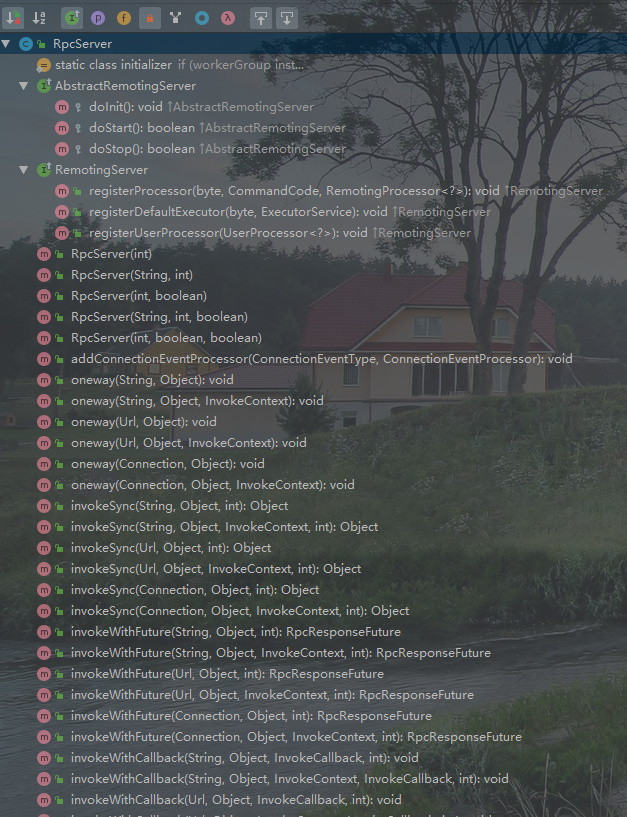 RpcServer
static class initializer if (workerGroup inst...
AbstractRemotingServer
doInit(): void ↑AbstractRemotingServer
doStart(): boolean ↑AbstractRemotingServer
doStop(): boolean ↑AbstractRemotingServer
RemotingServer
registerProcessor(byte, CommandCode, RemotingProcessor<?>): void ↑RemotingServer
registerDefaultExecutor(byte, ExecutorService): void ↑RemotingServer
registerUserProcessor(UserProcessor<?>): void ↑RemotingServer
RpcServer(int)
RpcServer(String, int)
RpcServer(int, boolean)
RpcServer(String, int, boolean)
RpcServer(int, boolean, boolean)
addConnectionEventProcessor(ConnectionEventType, ConnectionEventProcessor): void
oneway(String, Object): void
oneway(String, Object, InvokeContext): void
oneway(Url, Object): void
oneway(Url, Object, InvokeContext): void
oneway(Connection, Object): void
oneway(Connection, Object, InvokeContext): void
invokeSync(String, Object, int): Object
invokeSync(String, Object, InvokeContext, int): Object
invokeSync(Url, Object, int): Object
invokeSync(Url, Object, InvokeContext, int): Object
invokeSync(Connection, Object, int): Object
invokeSync(Connection, Object, InvokeContext, int): Object
invokeWithFuture(String, Object, int): RpcResponseFuture
invokeWithFuture(String, Object, InvokeContext, int): RpcResponseFuture
invokeWithFuture(Url, Object, int): RpcResponseFuture
invokeWithFuture(Url, Object, InvokeContext, int): RpcResponseFuture
invokeWithFuture(Connection, Object, int): RpcResponseFuture
invokeWithFuture(Connection, Object, InvokeContext, int): RpcResponseFuture
invokeWithCallback(String, Object, InvokeCallback, int): void
invokeWithCallback(String, Object, InvokeContext, InvokeCallback, int): void
invokeWithCallback(Url, Object, InvokeCallback, int): void